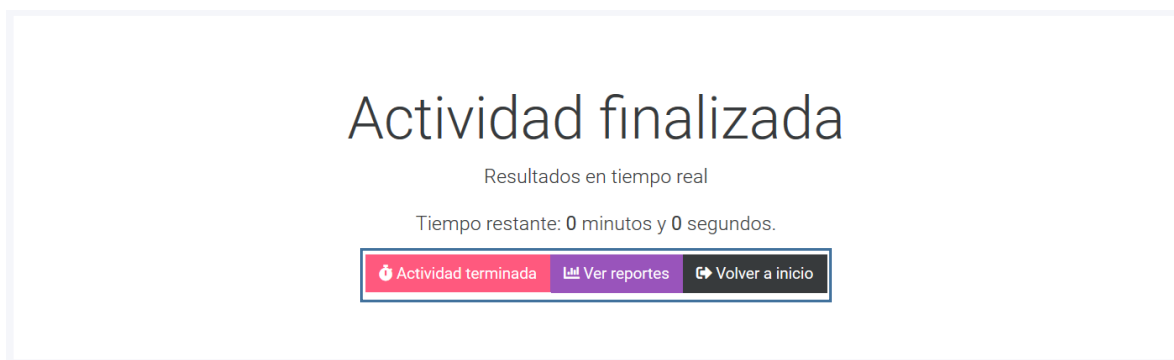 Actividad finalizada
Resultados en tiempo real
Tiempo restante: 0 minutos y 0 segundos.
Actividad terminada Ver reportes Volver a inicio